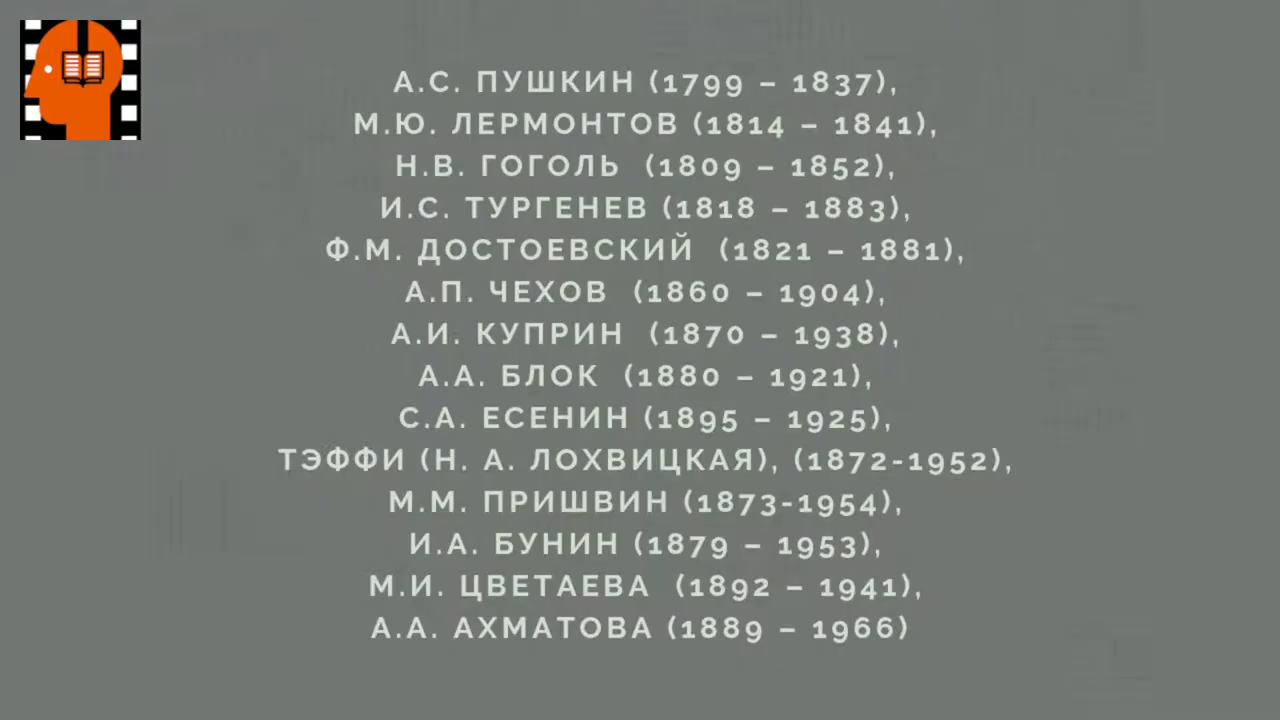 А.С. ПУШКИН (1799 – 1837),
М.Ю. ЛЕРМОНТОВ (1814 – 1841),
Н.В. ГОГОЛЬ (1809 – 1852),
И.С. ТУРГЕНЕВ (1818 – 1883),
Ф.М. ДОСТОЕВСКИЙ (1821 – 1881),
А.П. ЧЕХОВ (1860 – 1904),
А.И. КУПРИН (1870 – 1938),
А.А. БЛОК (1880 – 1921),
С.А. ЕСЕНИН (1895 – 1925),
ТЭФФИ (Н. А. ЛОХВИЦКАЯ), (1872-1952),
М.М. ПРИШВИН (1873-1954),
И.А. БУНИН (1879 – 1953),
М.И. ЦВЕТАЕВА (1892 – 1941),
А.А. АХМАТОВА (1889 – 1966)